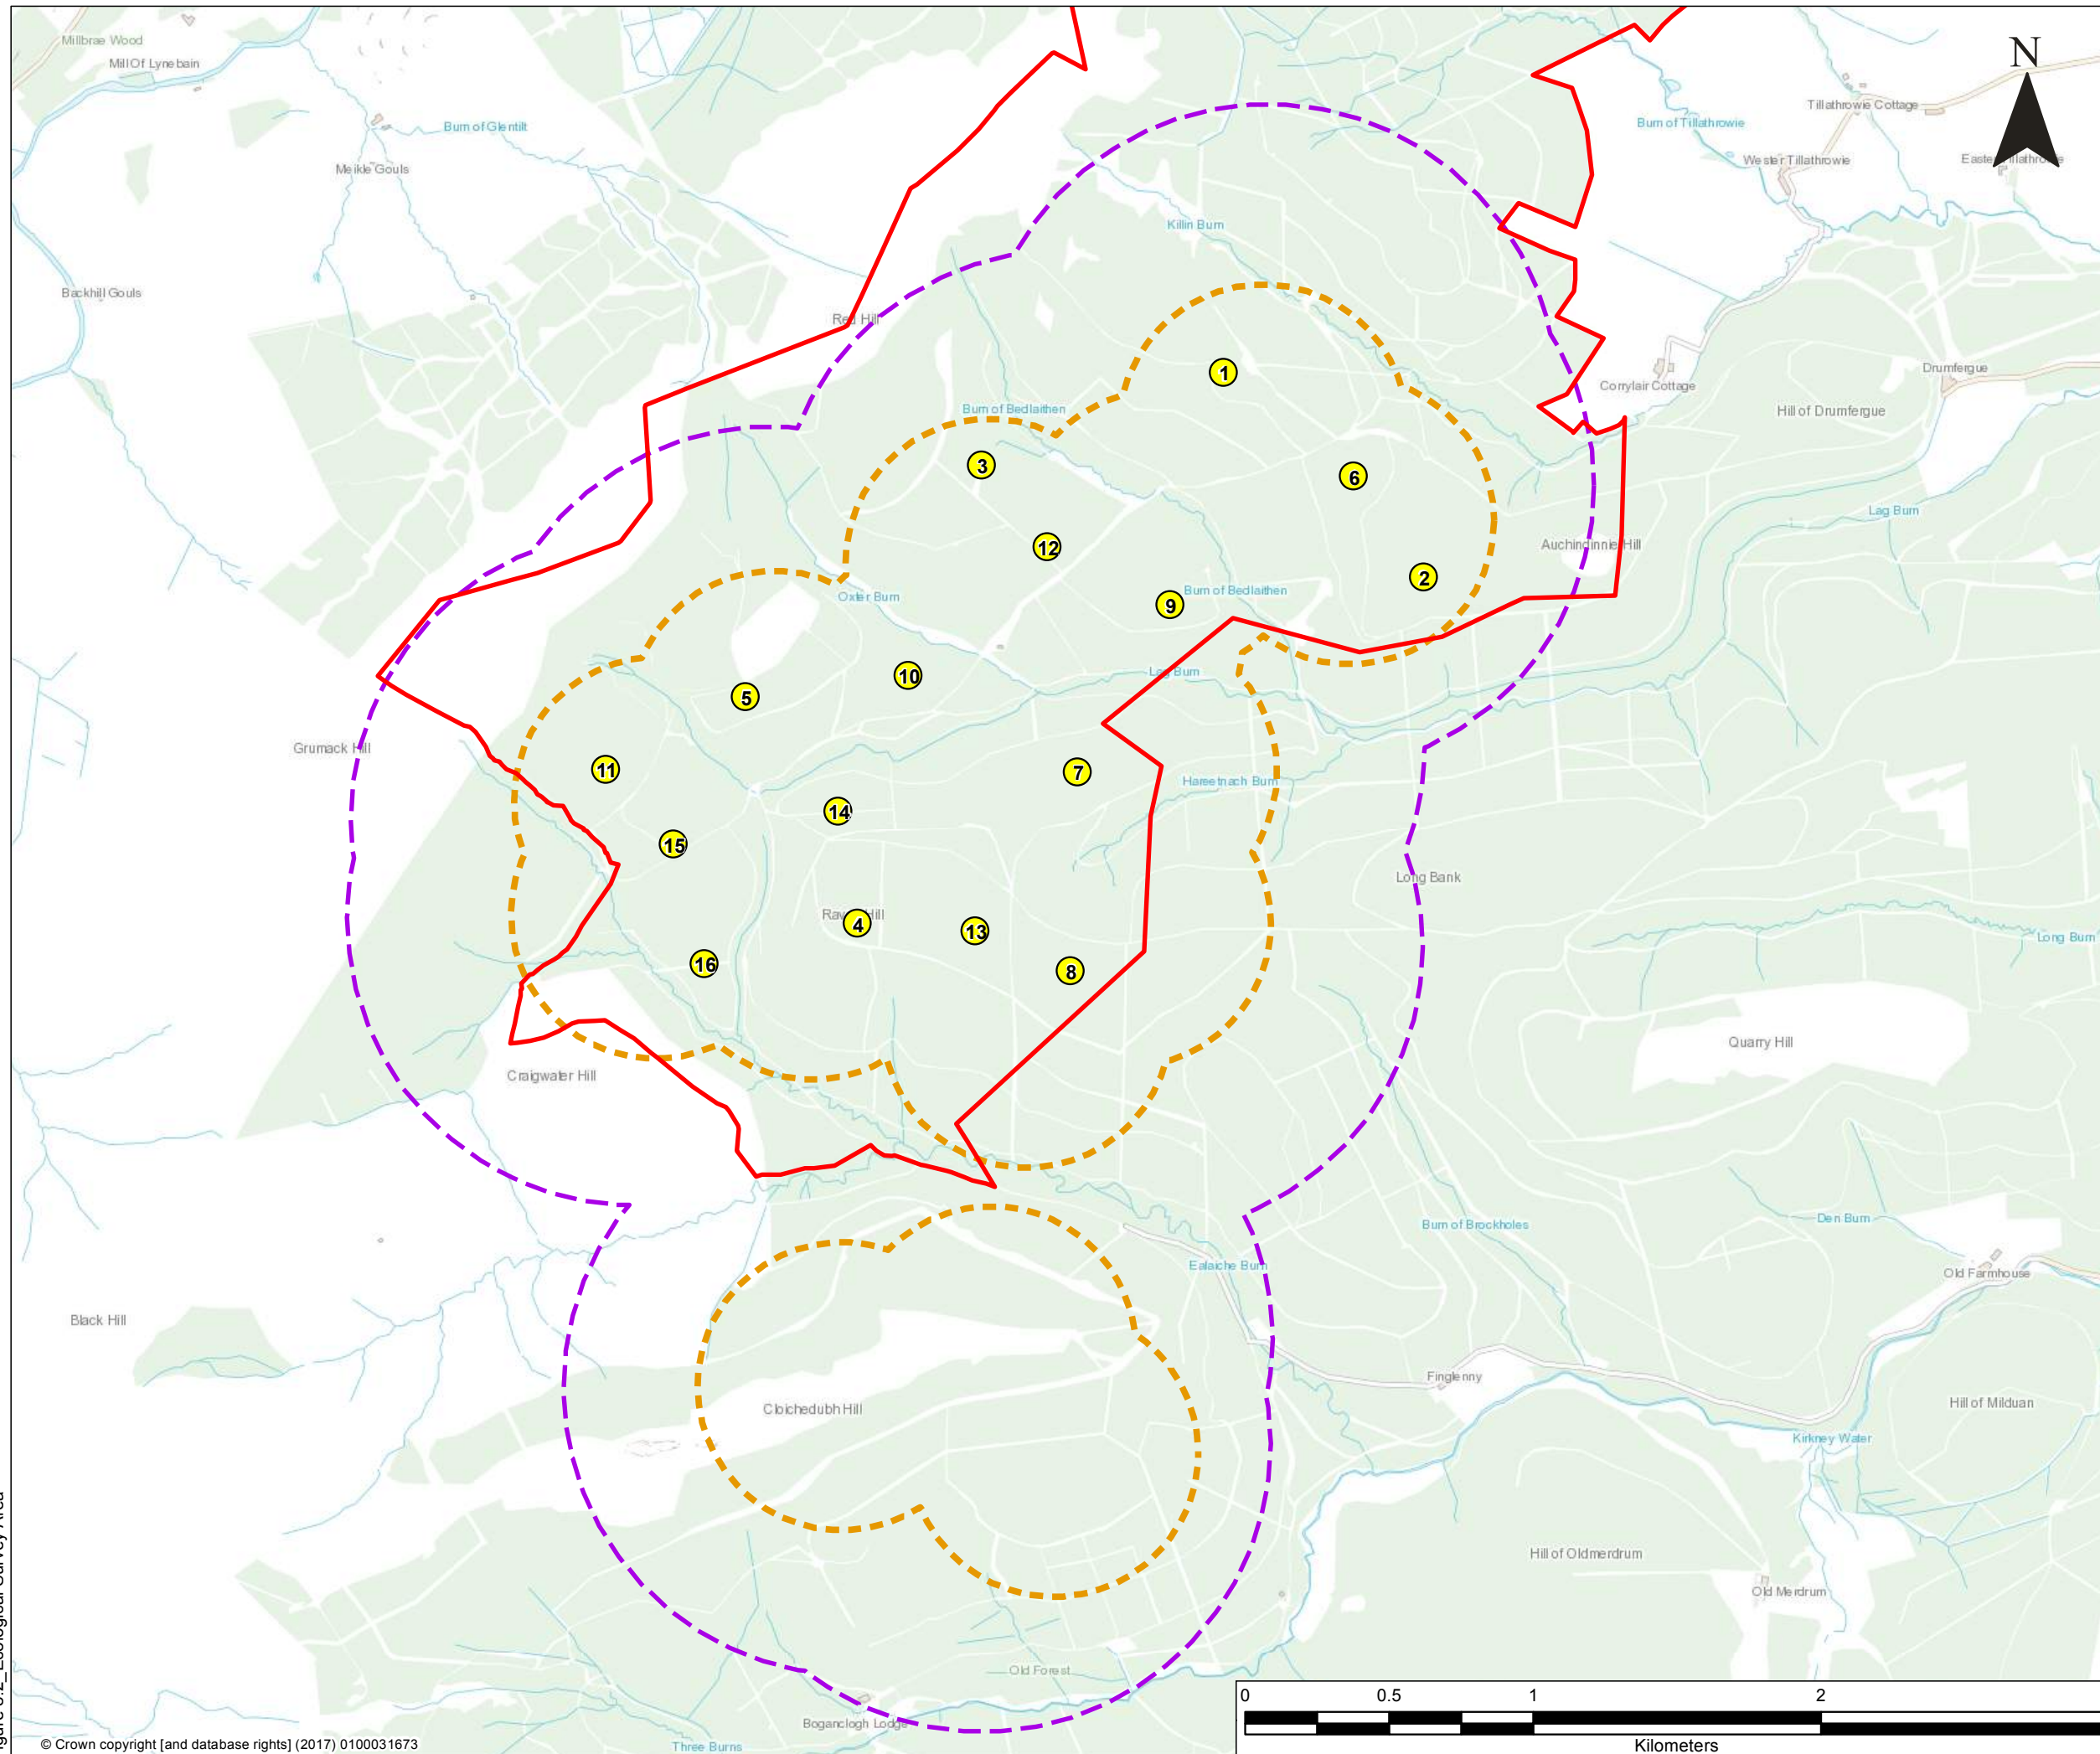 N
Millbrae Wood
Mill Of Lynebain
Burn of Glentilt
Meikle Gouls
Backhill Gouls
Red Hill
Killin Burn
Burn of Tillathrowie
Tillathrowie Cottage
Wester Tillathrowie
Corrylair Cottage
Drumfergue
Hill of Drumfergue
Burn of Bedlaithen
1
3
6
12
2
9
Burn of Bedlaithen
Auchindinnie Hill
Lag Burn
Oxter Burn
10
5
Lag Burn
Grumack Hill
11
7
Hareetnach Burn
14
15
Long Bank
Hill
4
13
16
8
Long Burn
Quarry Hill
Craigwater Hill
Burn of Brockholes
Den Burn
Ealaiche Burn
Old Farmhouse
Black Hill
Finglenny
Hill of Milduan
Cloichedubh Hill
Kirkney Water
Hill of Oldmerdrum
Old Merdrum
Old Forest
Boganclogh Lodge
Three Burns
0 0.5 1 2
Kilometers
© Crown copyright [and database rights] (2017) 0100031673